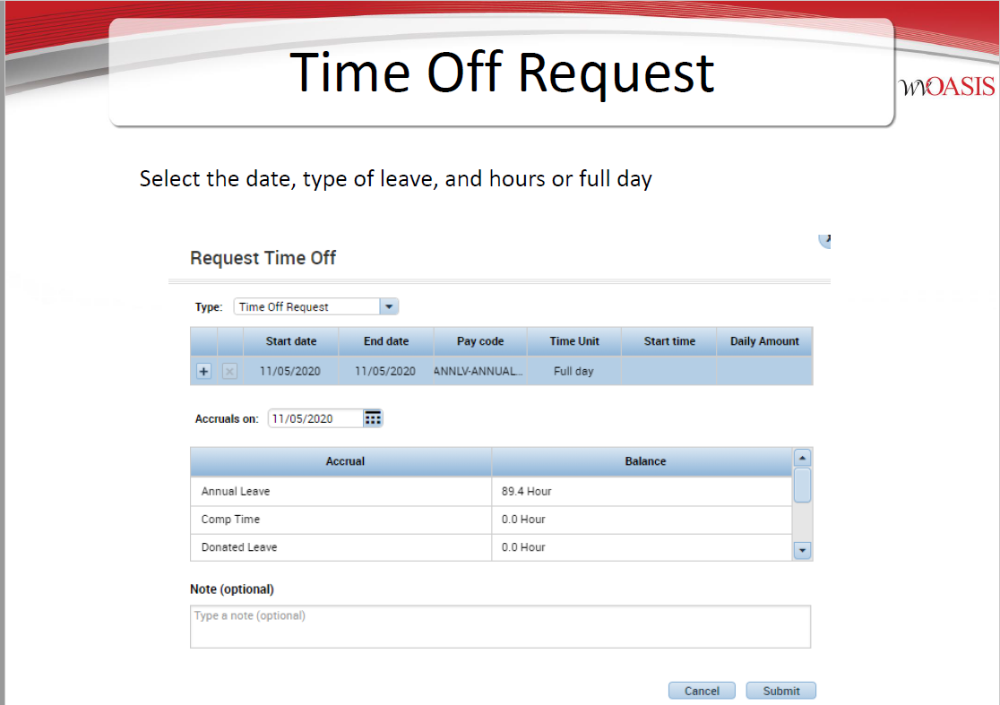 Time Off Request
wvOASIS
Select the date, type of leave, and hours or full day
Request Time Off
Type: Time Off Request
Start date End date Pay code Time Unit Start time Daily Amount
+ x 11/05/2020 11/05/2020 ANNLV-ANNUAL... Full day
Accruals on: 11/05/2020
Accrual Balance
Annual Leave 89.4 Hour
Comp Time 0.0 Hour
Donated Leave 0.0 Hour
Note (optional)
Type a note (optional)
Cancel Submit